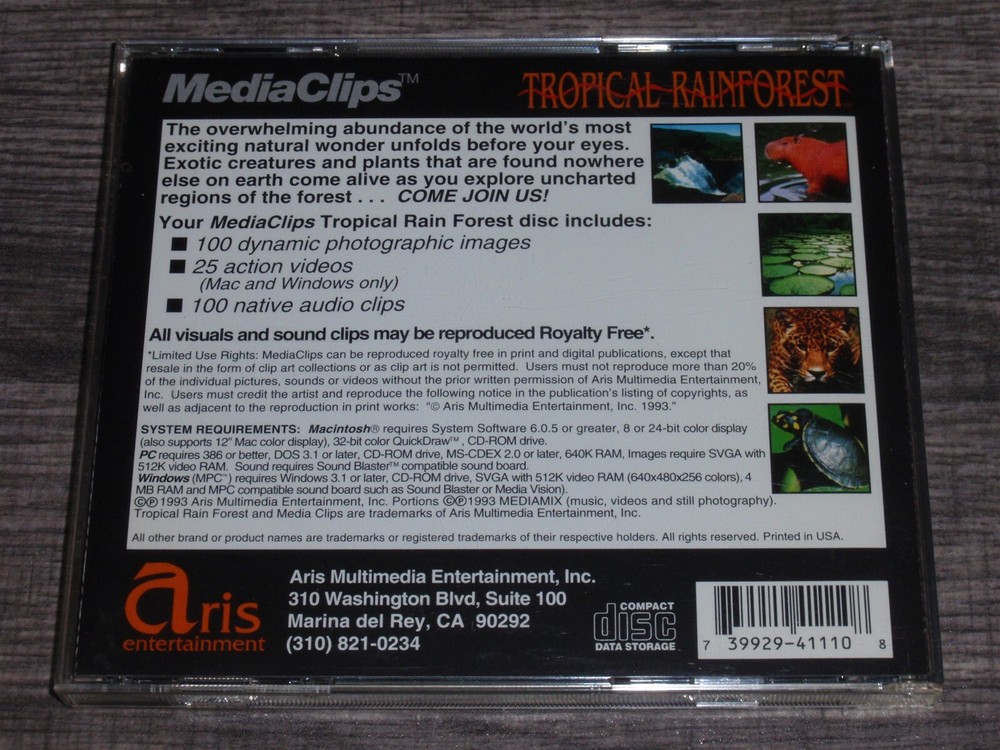 MediaClips™ TROPICAL RAINFOREST
The overwhelming abundance of the world's most
exciting natural wonder unfolds before your eyes.
Exotic creatures and plants that are found nowhere
else on earth come alive as you explore uncharted
regions of the forest . . . COME JOIN US!
Your MediaClips Tropical Rain Forest disc includes:
■ 100 dynamic photographic images
■ 25 action videos
(Mac and Windows only)
■ 100 native audio clips
All visuals and sound clips may be reproduced Royalty Free*.
*Limited Use Rights: MediaClips can be reproduced royalty free in print and digital publications, except that
resale in the form of clip art collections or as clip art is not permitted. Users must not reproduce more than 20%
of the individual pictures, sounds or videos without the prior written permission of Aris Multimedia Entertainment,
Inc. Users must credit the artist and reproduce the following notice in the publication's listing of copyrights, as
well as adjacent to the reproduction in print works: "© Aris Multimedia Entertainment, Inc. 1993."
SYSTEM REQUIREMENTS: Macintosh® requires System Software 6.0.5 or greater, 8 or 24-bit color display
(also supports 12" Mac color display), 32-bit color QuickDraw™, CD-ROM drive.
PC requires 386 or better, DOS 3.1 or later, CD-ROM drive, MS-CDEX 2.0 or later, 640K RAM, Images require SVGA with
512K video RAM. Sound requires Sound Blaster™ compatible sound board.
Windows (MPC™) requires Windows 3.1 or later, CD-ROM drive, SVGA with 512K RAM (640x480x256 colors), 4
MB RAM and MPC compatible sound board such as Sound Blaster or Media Vision).
©℗1993 Aris Multimedia Entertainment, Inc. Portions ©℗1993 MEDIAMIX (music, videos and still photography).
Tropical Rain Forest and Media Clips are trademarks of Aris Multimedia Entertainment, Inc.
All other brand or product names are trademarks or registered trademarks of their respective holders. All rights reserved. Printed in USA.
aris
entertainment
Aris Multimedia Entertainment, Inc.
310 Washington Blvd, Suite 100
Marina del Rey, CA 90292
(310) 821-0234
COMPACT
disc
DATA STORAGE
7 39929-41110 8